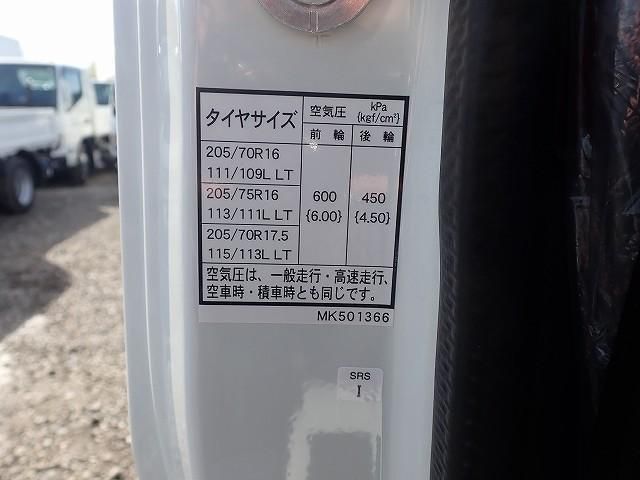 タイヤサイズ 空気圧 kPa {kgf/cm²}
前輪 後輪
205/70R16
111/109L LT
205/75R16 600 450
113/111L LT {6.00} {4.50}
205/70R17.5
115/113L LT
空気圧は、一般走行・高速走行、
空車時・積車時とも同じです。
MK501366
SRS
I